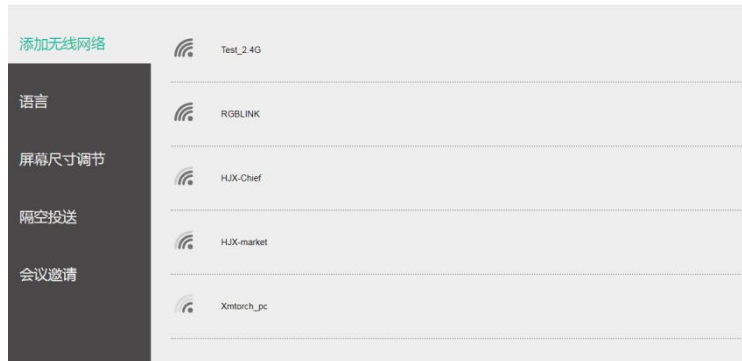 添加无线网络
语言
屏幕尺寸调节
隔空投送
会议邀请
Test_2.4G
RGBLINK
HJX-Chief
HJX-market
Xmtorch_pc